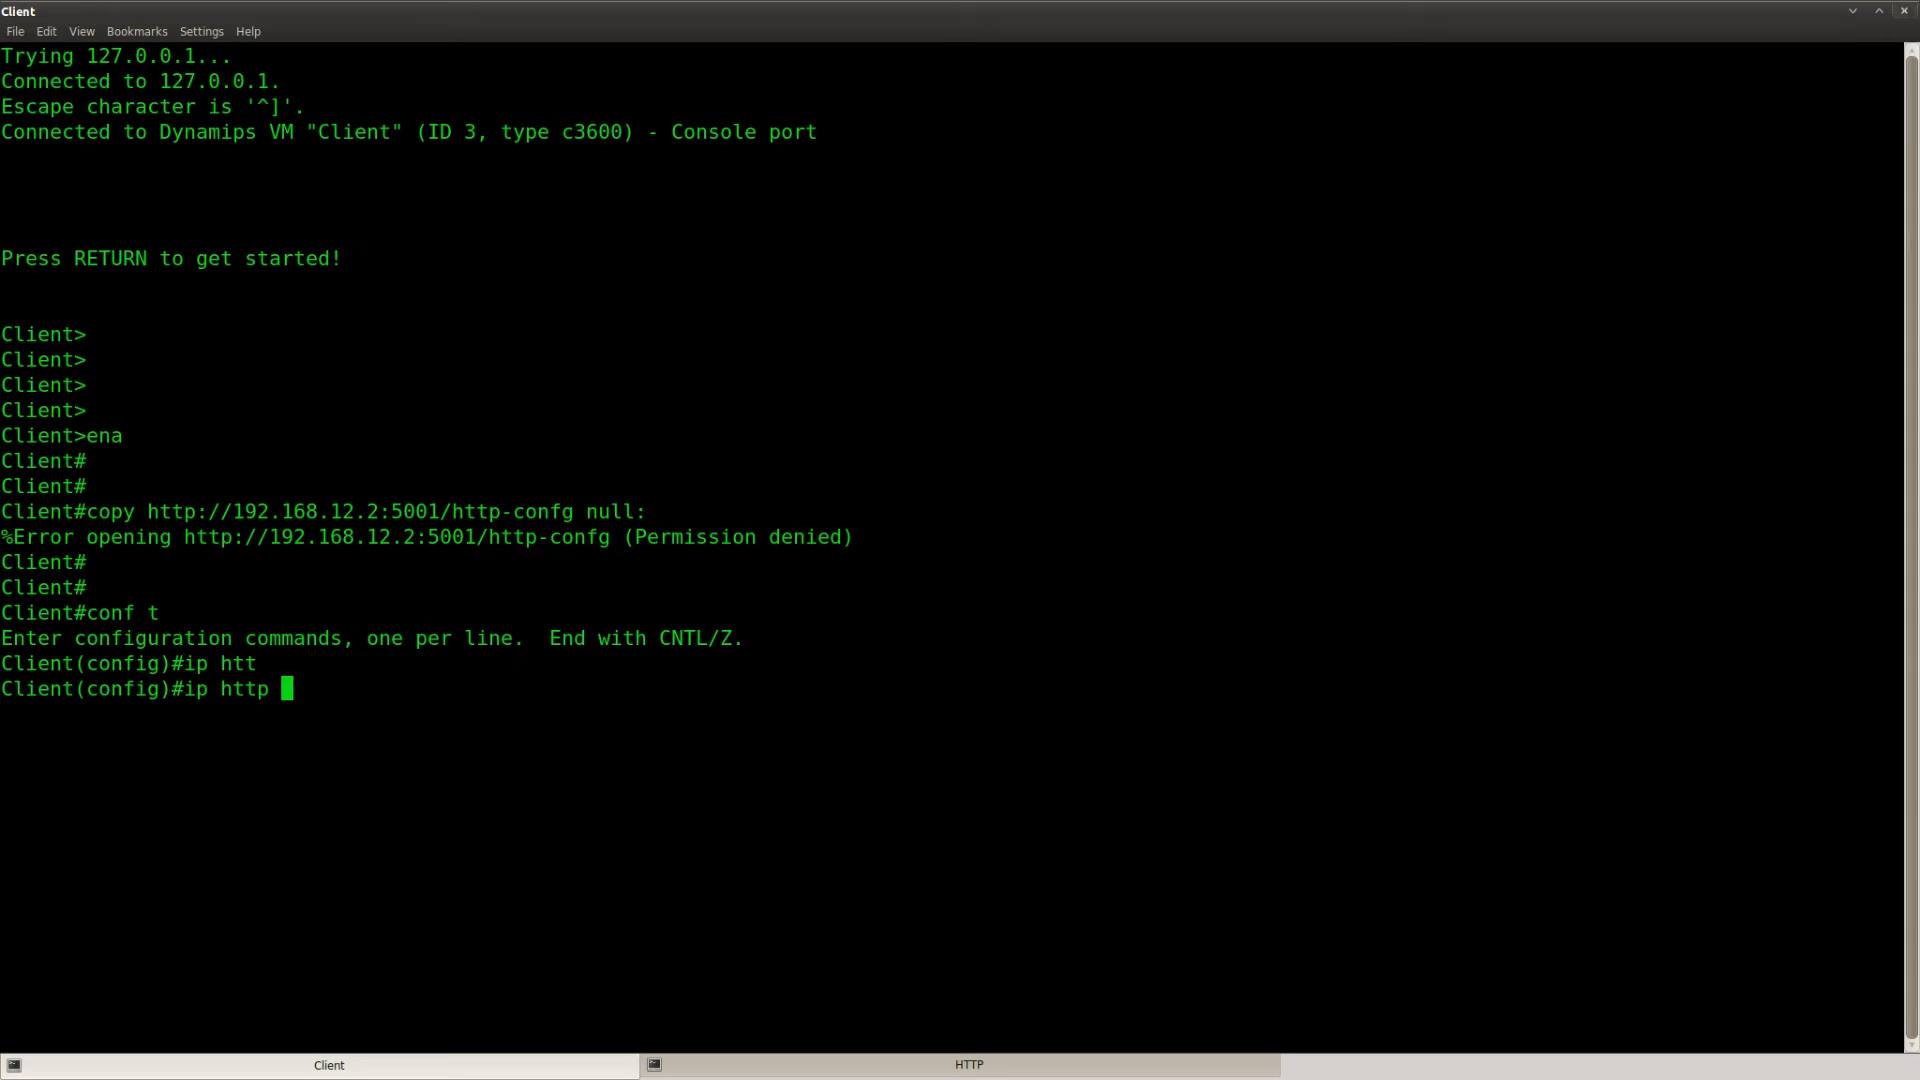 Client
File Edit View Bookmarks Settings Help
Trying 127.0.0.1...
Connected to 127.0.0.1.
Escape character is '^]'.
Connected to Dynamips VM "Client" (ID 3, type c3600) - Console port
Press RETURN to get started!
Client>
Client>
Client>
Client>
Client>ena
Client#
Client#
Client#copy http://192.168.12.2:5001/http-confg null:
%Error opening http://192.168.12.2:5001/http-confg (Permission denied)
Client#
Client#
Client#conf t
Enter configuration commands, one per line.  End with CNTL/Z.
Client(config)#ip htt
Client(config)#ip http
Client HTTP